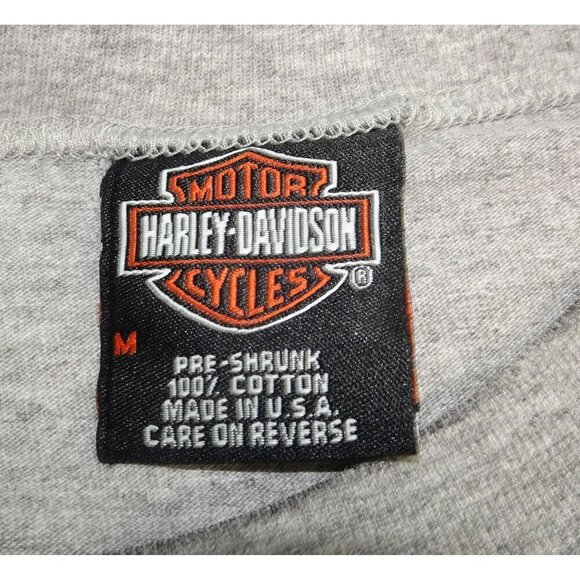 MOTOR
HARLEY-DAVIDSON
CYCLES
®
M
PRE-SHRUNK
100% COTTON
MADE IN U.S.A.
CARE ON REVERSE